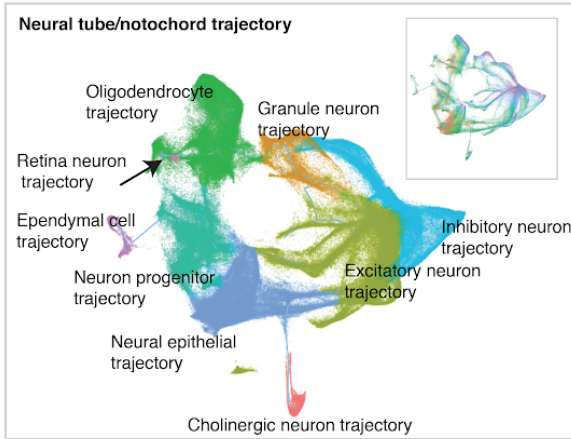 Neural tube/notochord trajectory
Oligodendrocyte
trajectory
Granule neuron
trajectory
Retina neuron
trajectory
Ependymal cell
trajectory
Inhibitory neuron
trajectory
Neuron progenitor
trajectory
Excitatory neuron
trajectory
Neural epithelial
trajectory
Cholinergic neuron trajectory